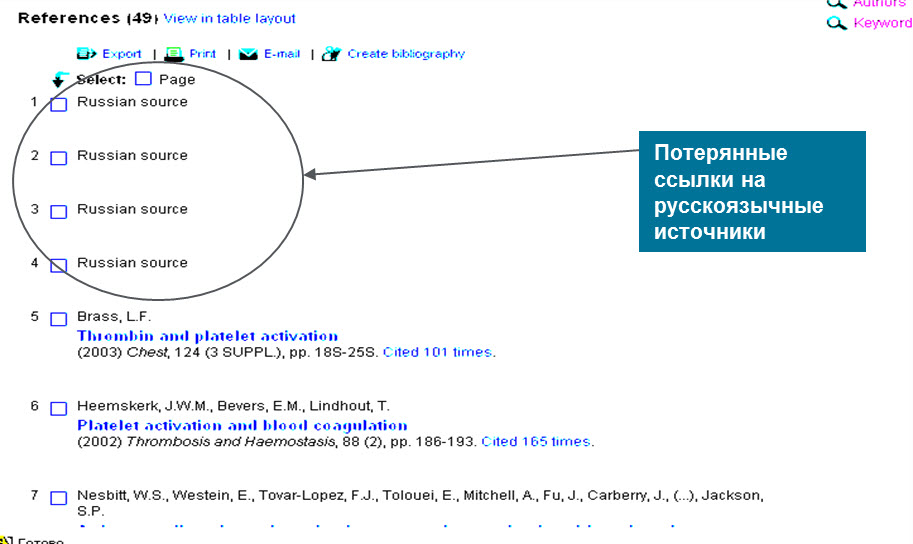 Authors
Keyword
References (49) View in table layout
Export | Print | E-mail | Create bibliography
Select: Page
1 Russian source
2 Russian source
3 Russian source
4 Russian source
Потерянные
ссылки на
русскоязычные
источники
5 Brass, L.F.
Thrombin and platelet activation
(2003) Chest, 124 (3 SUPPL.), pp. 18S-25S. Cited 101 times.
6 Heemskerk, J.W.M., Bevers, E.M., Lindhout, T.
Platelet activation and blood coagulation
(2002) Thrombosis and Haemostasis, 88 (2), pp. 186-193. Cited 165 times.
7 Nesbitt, W.S., Westein, E., Tovar-Lopez, F.J., Tolouei, E., Mitchell, A., Fu, J., Carberry, J., (...), Jackson,
S.P.
Готово